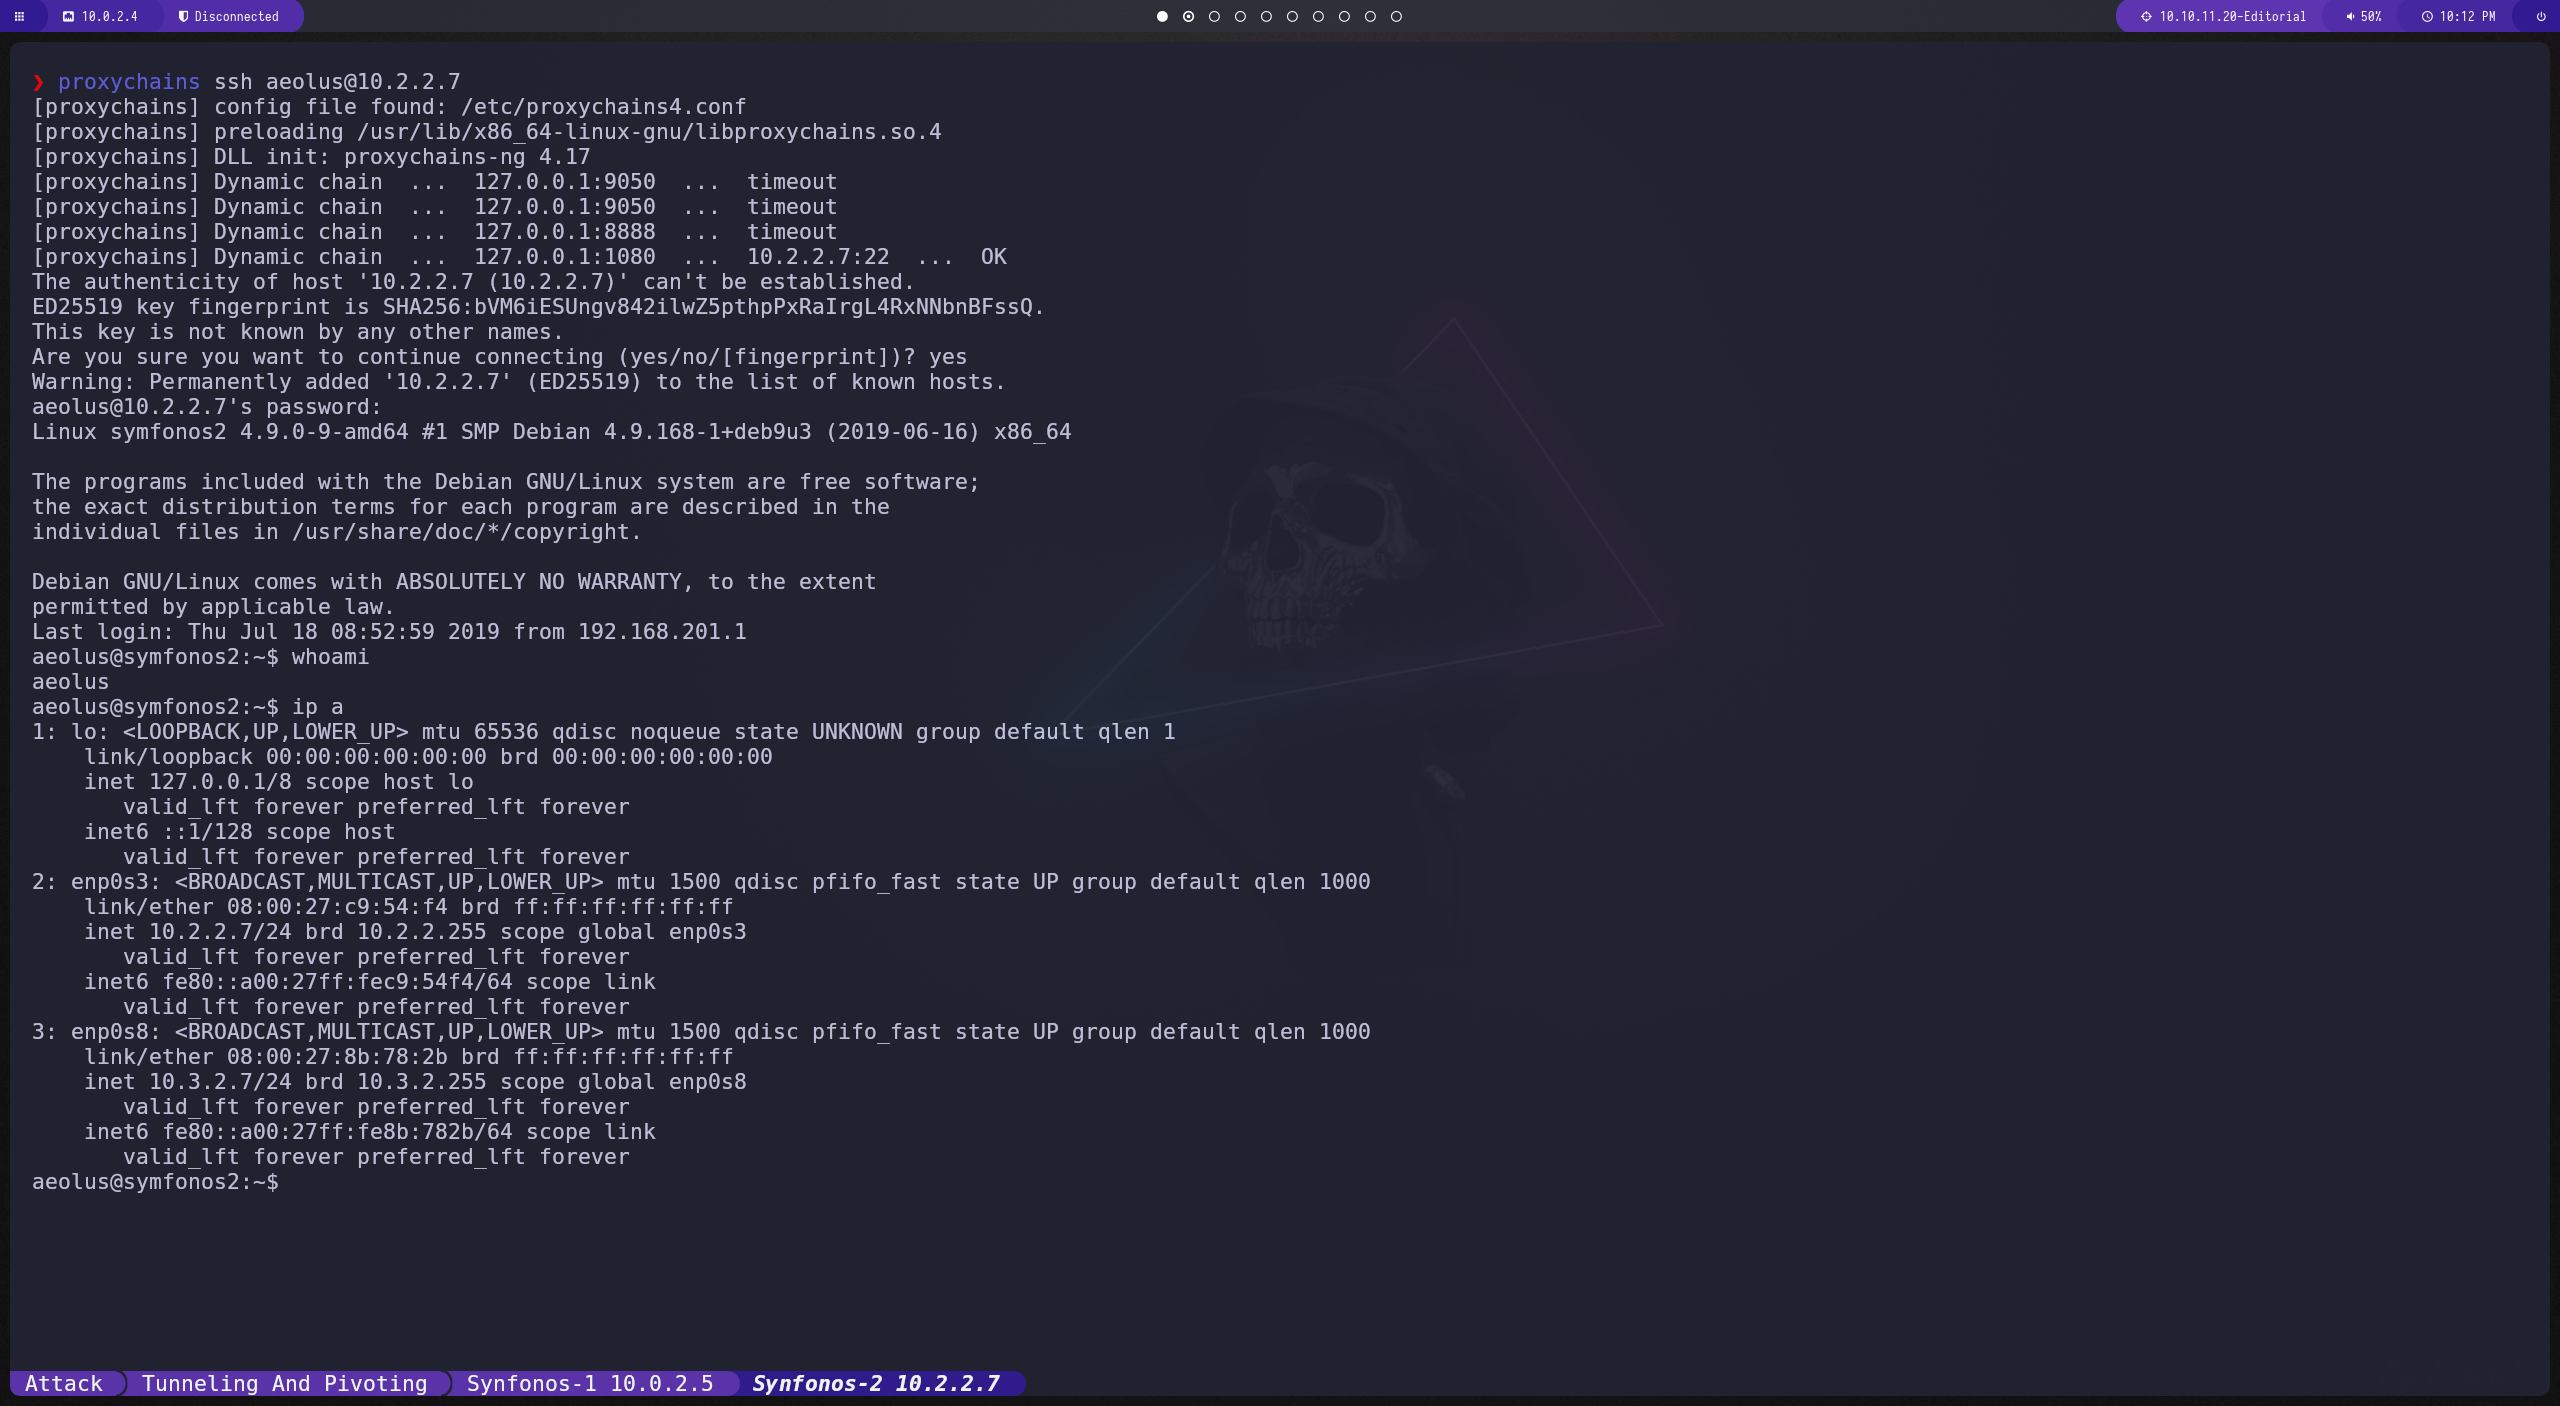 10.0.2.4 Disconnected 10.10.11.20-Editorial 50% 10:12 PM
❯ proxychains ssh aeolus@10.2.2.7
[proxychains] config file found: /etc/proxychains4.conf
[proxychains] preloading /usr/lib/x86_64-linux-gnu/libproxychains.so.4
[proxychains] DLL init: proxychains-ng 4.17
[proxychains] Dynamic chain  ...  127.0.0.1:9050  ...  timeout
[proxychains] Dynamic chain  ...  127.0.0.1:9050  ...  timeout
[proxychains] Dynamic chain  ...  127.0.0.1:8888  ...  timeout
[proxychains] Dynamic chain  ...  127.0.0.1:1080  ...  10.2.2.7:22  ...  OK
The authenticity of host '10.2.2.7 (10.2.2.7)' can't be established.
ED25519 key fingerprint is SHA256:bVM6iESUngv842ilwZ5pthpPxRaIrgL4RxNNbnBFssQ.
This key is not known by any other names.
Are you sure you want to continue connecting (yes/no/[fingerprint])? yes
Warning: Permanently added '10.2.2.7' (ED25519) to the list of known hosts.
aeolus@10.2.2.7's password:
Linux symfonos2 4.9.0-9-amd64 #1 SMP Debian 4.9.168-1+deb9u3 (2019-06-16) x86_64

The programs included with the Debian GNU/Linux system are free software;
the exact distribution terms for each program are described in the
individual files in /usr/share/doc/*/copyright.

Debian GNU/Linux comes with ABSOLUTELY NO WARRANTY, to the extent
permitted by applicable law.
Last login: Thu Jul 18 08:52:59 2019 from 192.168.201.1
aeolus@symfonos2:~$ whoami
aeolus
aeolus@symfonos2:~$ ip a
1: lo: <LOOPBACK,UP,LOWER_UP> mtu 65536 qdisc noqueue state UNKNOWN group default qlen 1
    link/loopback 00:00:00:00:00:00 brd 00:00:00:00:00:00
    inet 127.0.0.1/8 scope host lo
       valid_lft forever preferred_lft forever
    inet6 ::1/128 scope host
       valid_lft forever preferred_lft forever
2: enp0s3: <BROADCAST,MULTICAST,UP,LOWER_UP> mtu 1500 qdisc pfifo_fast state UP group default qlen 1000
    link/ether 08:00:27:c9:54:f4 brd ff:ff:ff:ff:ff:ff
    inet 10.2.2.7/24 brd 10.2.2.255 scope global enp0s3
       valid_lft forever preferred_lft forever
    inet6 fe80::a00:27ff:fec9:54f4/64 scope link
       valid_lft forever preferred_lft forever
3: enp0s8: <BROADCAST,MULTICAST,UP,LOWER_UP> mtu 1500 qdisc pfifo_fast state UP group default qlen 1000
    link/ether 08:00:27:8b:78:2b brd ff:ff:ff:ff:ff:ff
    inet 10.3.2.7/24 brd 10.3.2.255 scope global enp0s8
       valid_lft forever preferred_lft forever
    inet6 fe80::a00:27ff:fe8b:782b/64 scope link
       valid_lft forever preferred_lft forever
aeolus@symfonos2:~$
Attack Tunneling And Pivoting Synfonos-1 10.0.2.5 Synfonos-2 10.2.2.7